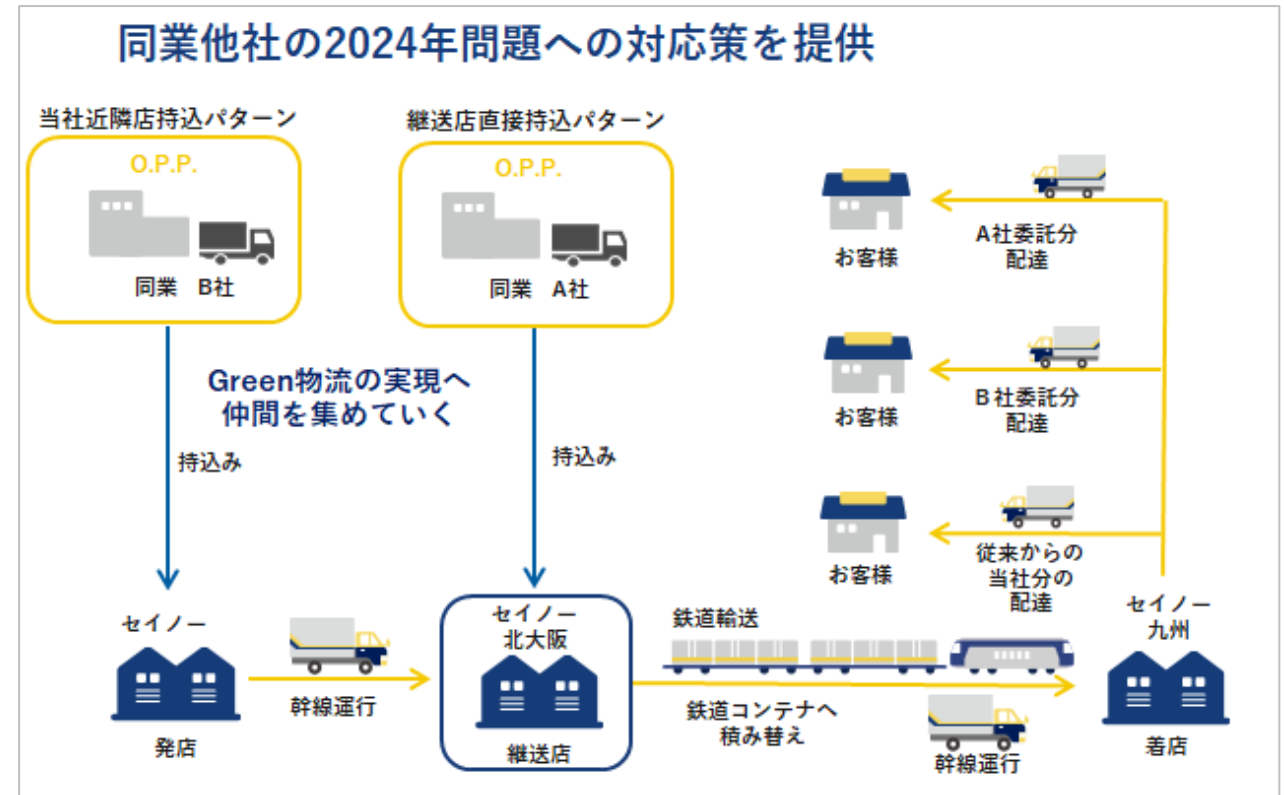 同業他社の2024年問題への対応策を提供
当社近隣店持込パターン
O.P.P.
同業 B社
継送店直接持込パターン
O.P.P.
同業 A社
Green物流の実現へ
仲間を集めていく
持込み
持込み
お客様
A社委託分
配達
お客様
B社委託分
配達
お客様
従来からの
当社分の
配達
セイノー
発店
幹線運行
セイノー
北大阪
継送店
鉄道輸送
鉄道コンテナへ
積み替え
幹線運行
セイノー
九州
着店